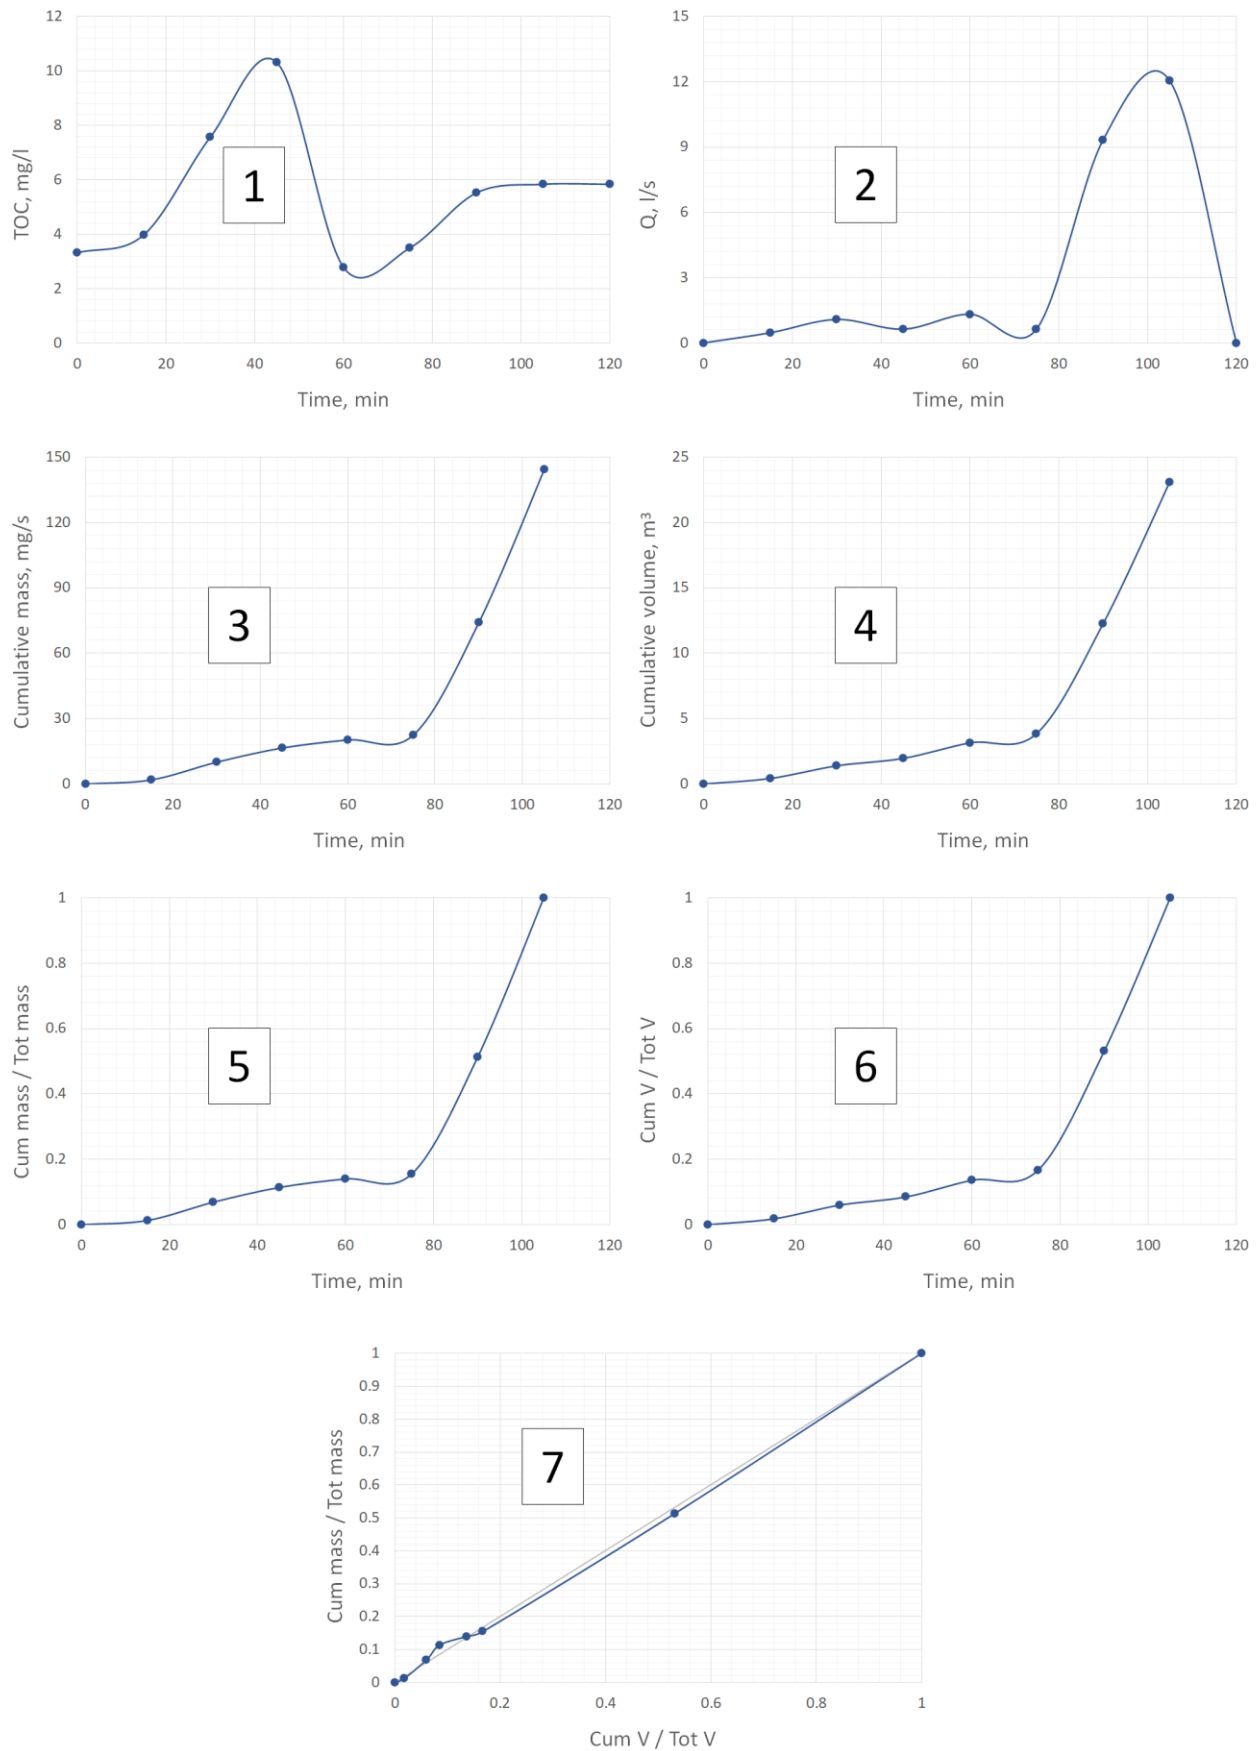 12
10
8
6
4
2
0
TOC, mg/l
1
0 20 40 60 80 100 120
Time, min
15
12
9
6
3
0
Q, l/s
2
0 20 40 60 80 100 120
Time, min
150
120
90
60
30
0
Cumulative mass, mg/s
3
0 20 40 60 80 100 120
Time, min
25
20
15
10
5
0
Cumulative volume, m³
4
0 20 40 60 80 100 120
Time, min
1
0.8
0.6
0.4
0.2
0
Cum mass / Tot mass
5
0 20 40 60 80 100 120
Time, min
1
0.8
0.6
0.4
0.2
0
Cum V / Tot V
6
0 20 40 60 80 100 120
Time, min
1
0.9
0.8
0.7
0.6
0.5
0.4
0.3
0.2
0.1
0
Cum mass / Tot mass
7
0 0.2 0.4 0.6 0.8 1
Cum V / Tot V